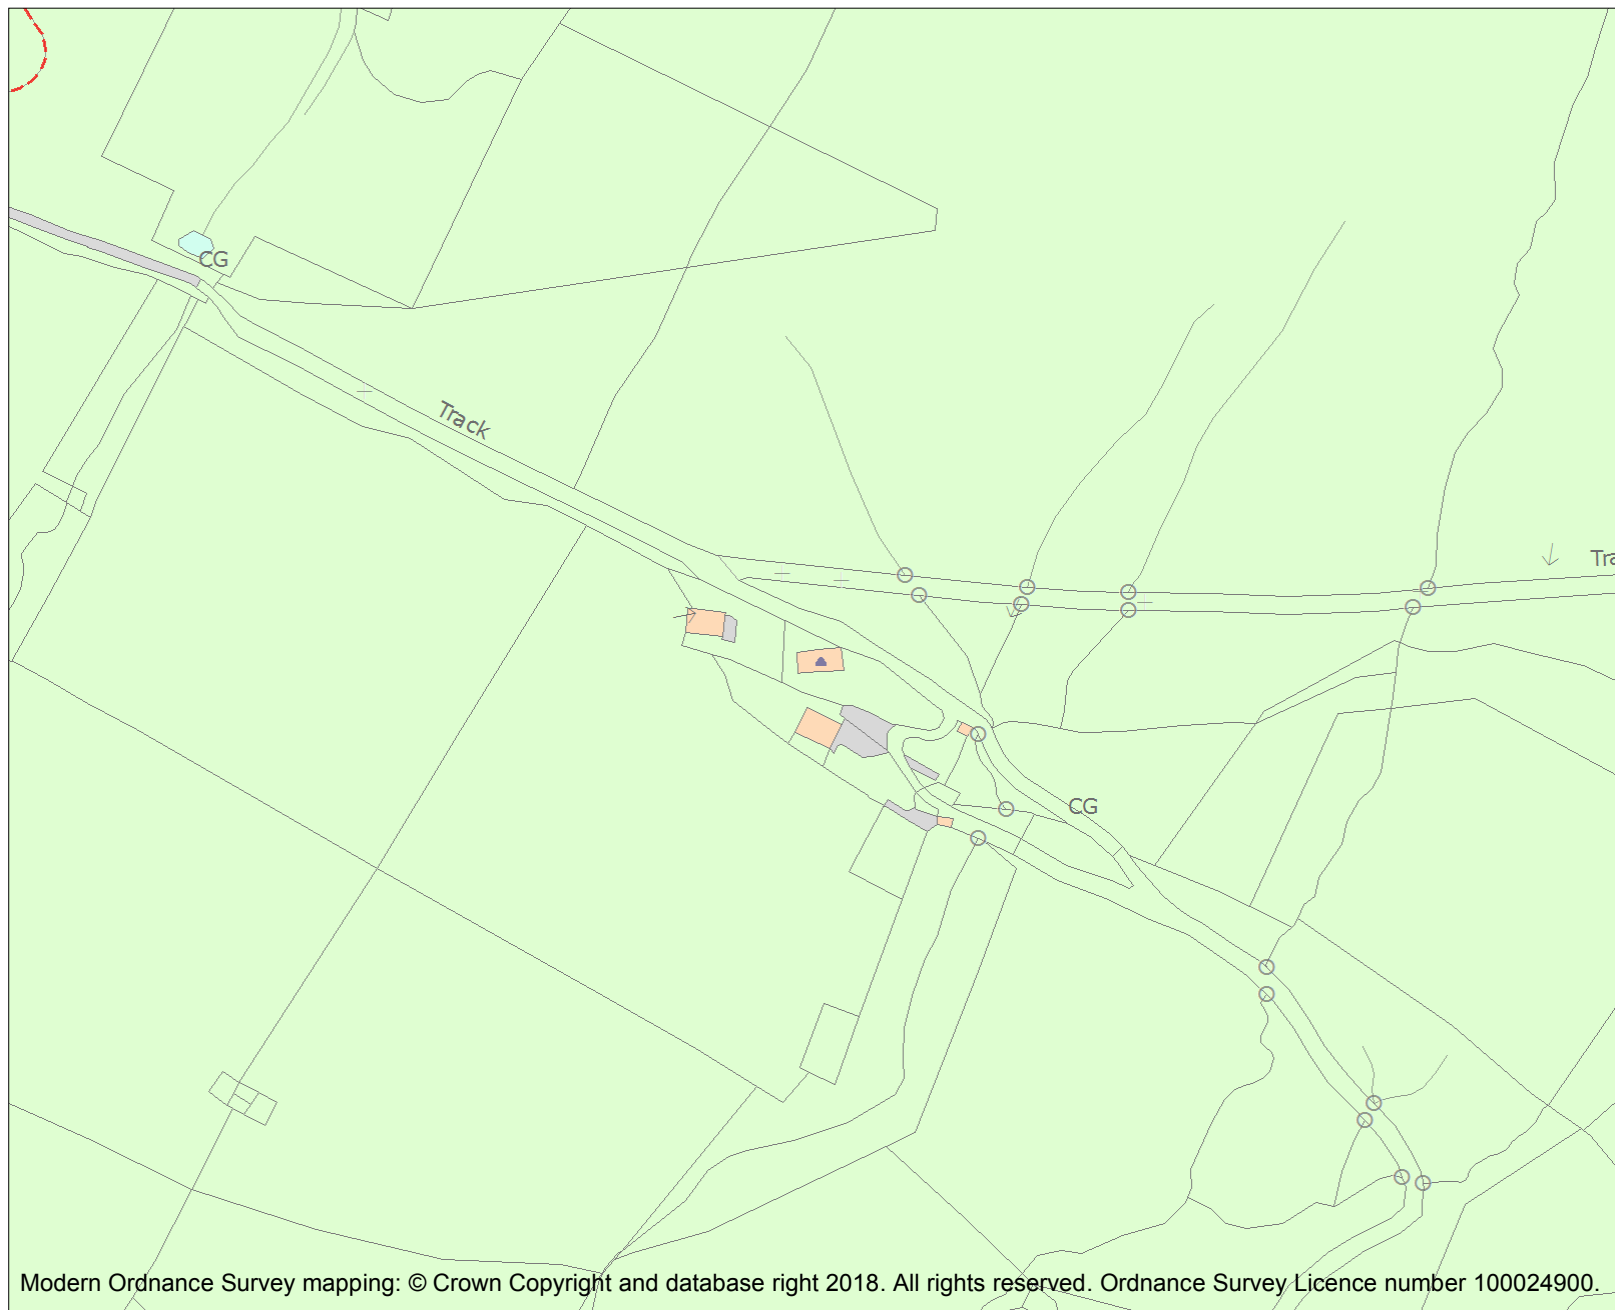 CG
Track
Tra
CG
Modern Ordnance Survey mapping: © Crown Copyright and database right 2018. All rights reserved. Ordnance Survey Licence number 100024900.